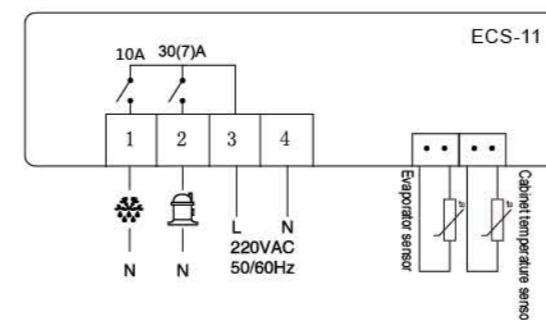 ECS-11
10A 30(7)A
1 2 3 4
L N
220VAC
50/60Hz
N N
Evaporator sensor
Cabinet temperature senso